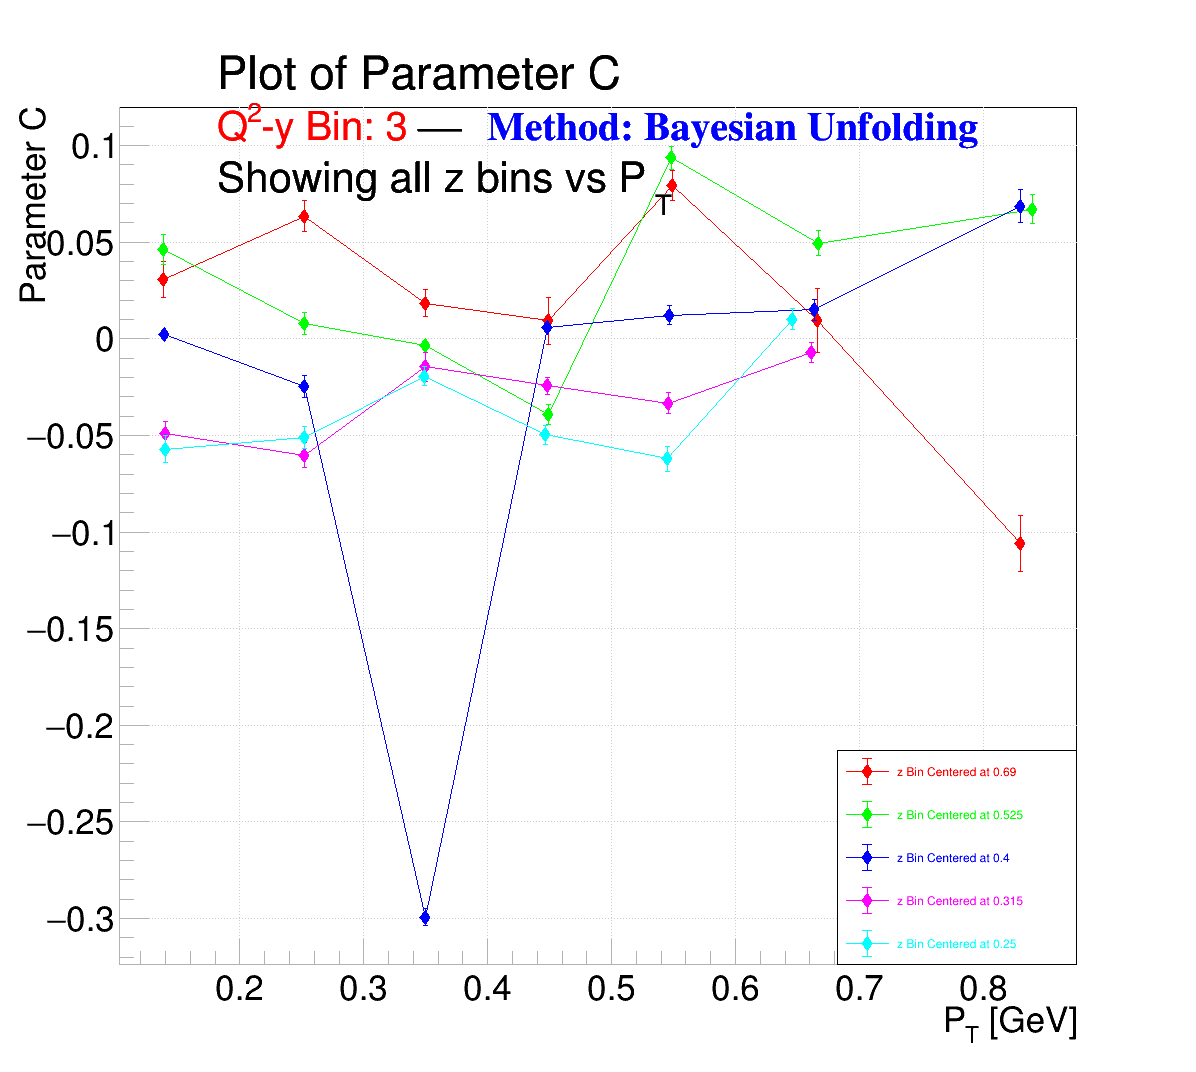 Plot of Parameter C
Q²-y Bin: 3 — Method: Bayesian Unfolding
Showing all z bins vs P_T
Parameter C
0.1
0.05
0
−0.05
−0.1
−0.15
−0.2
−0.25
−0.3
z Bin Centered at 0.69
z Bin Centered at 0.525
z Bin Centered at 0.4
z Bin Centered at 0.315
z Bin Centered at 0.25
0.2 0.3 0.4 0.5 0.6 0.7 0.8
P_T [GeV]